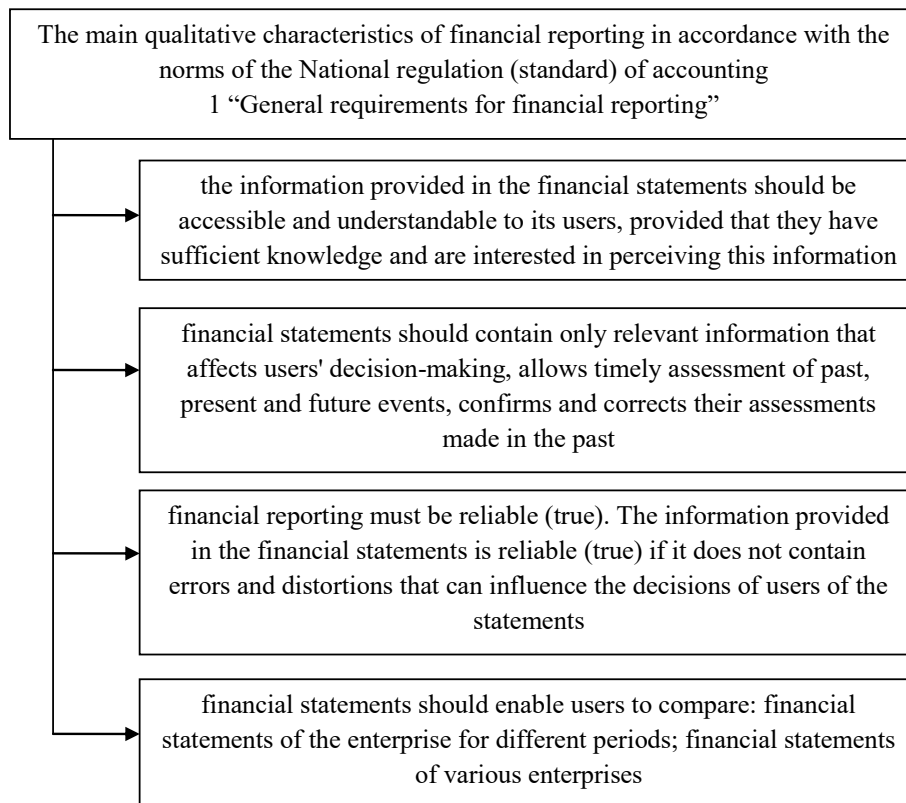 The main qualitative characteristics of financial reporting in accordance with the
norms of the National regulation (standard) of accounting
1 “General requirements for financial reporting”
the information provided in the financial statements should be
accessible and understandable to its users, provided that they have
sufficient knowledge and are interested in perceiving this information
financial statements should contain only relevant information that
affects users' decision-making, allows timely assessment of past,
present and future events, confirms and corrects their assessments
made in the past
financial reporting must be reliable (true). The information provided
in the financial statements is reliable (true) if it does not contain
errors and distortions that can influence the decisions of users of the
statements
financial statements should enable users to compare: financial
statements of the enterprise for different periods; financial statements
of various enterprises